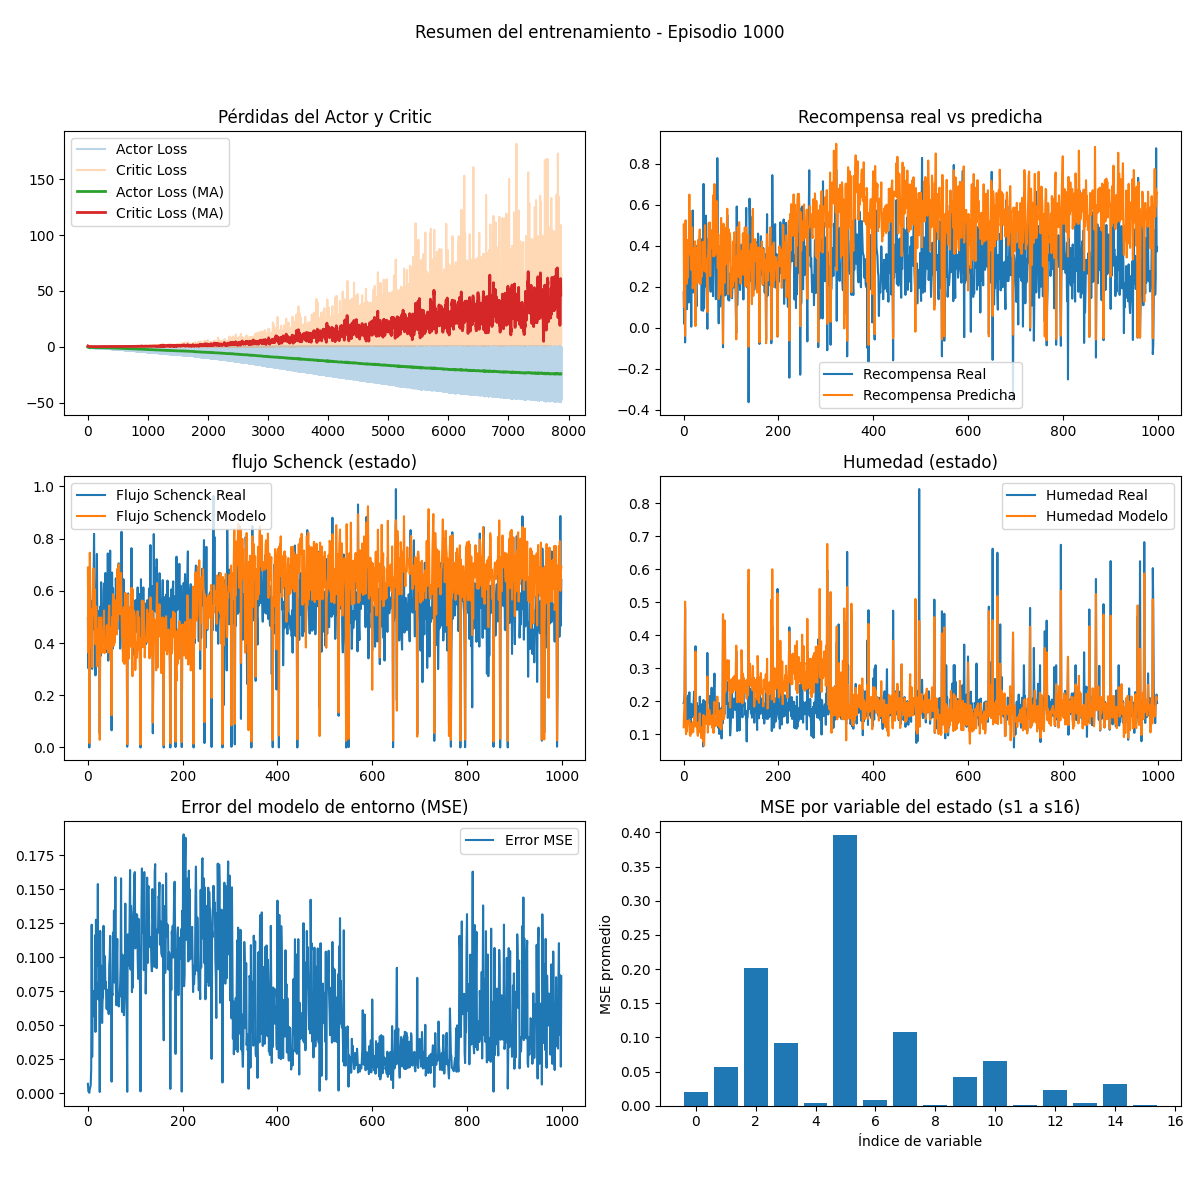 Resumen del entrenamiento - Episodio 1000
Pérdidas del Actor y Critic
Actor Loss
Critic Loss
Actor Loss (MA)
Critic Loss (MA)
150
100
50
0
−50
0 1000 2000 3000 4000 5000 6000 7000 8000
Recompensa real vs predicha
0.8
0.6
0.4
0.2
0.0
−0.2
−0.4
Recompensa Real
Recompensa Predicha
0 200 400 600 800 1000
flujo Schenck (estado)
Flujo Schenck Real
Flujo Schenck Modelo
1.0
0.8
0.6
0.4
0.2
0.0
0 200 400 600 800 1000
Humedad (estado)
Humedad Real
Humedad Modelo
0.8
0.7
0.6
0.5
0.4
0.3
0.2
0.1
0 200 400 600 800 1000
Error del modelo de entorno (MSE)
Error MSE
0.175
0.150
0.125
0.100
0.075
0.050
0.025
0.000
0 200 400 600 800 1000
MSE por variable del estado (s1 a s16)
MSE promedio
0.40
0.35
0.30
0.25
0.20
0.15
0.10
0.05
0.00
0 2 4 6 8 10 12 14 16
Índice de variable